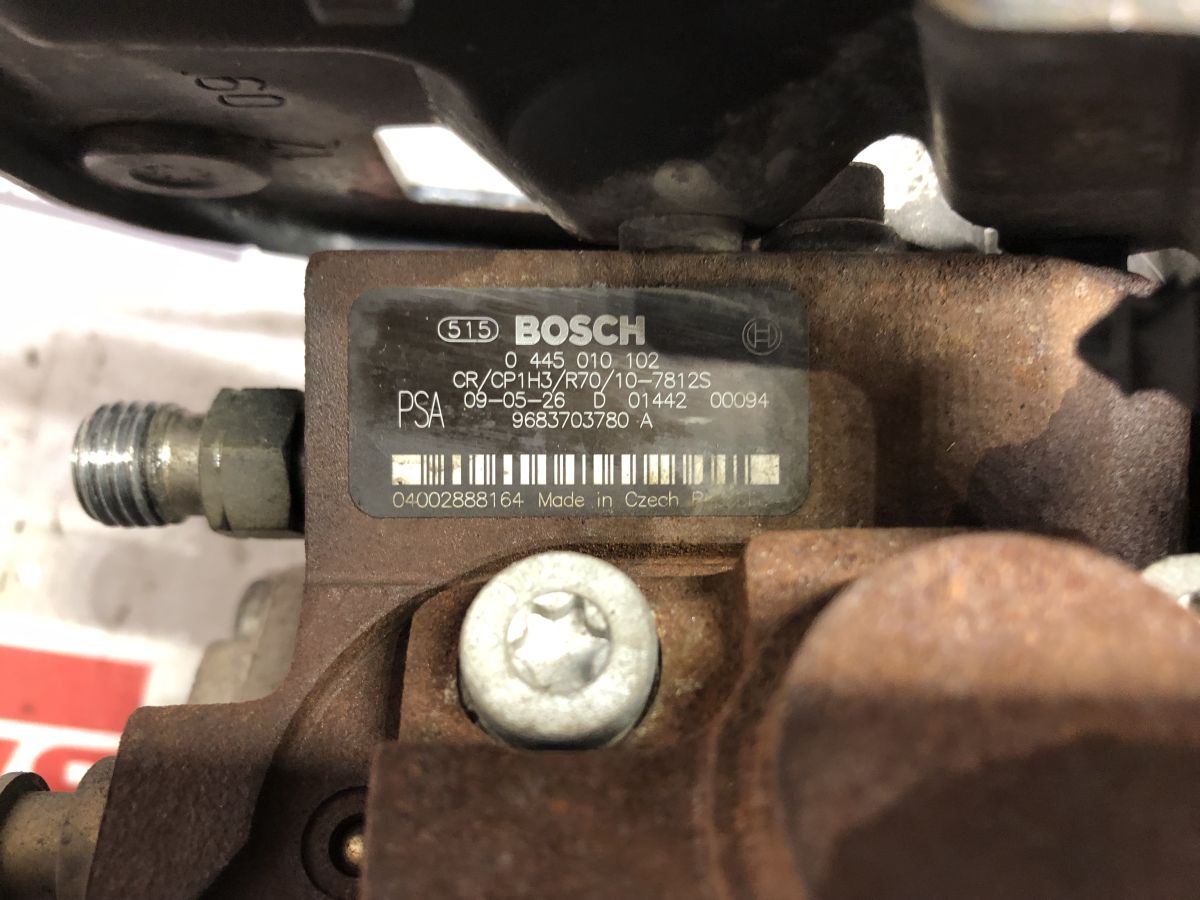 515 BOSCH
0 445 010 102
CR/CP1H3/R70/10-7812S
PSA 09-05-26 D 01442 00094
9683703780 A
04002888164 Made in Czech